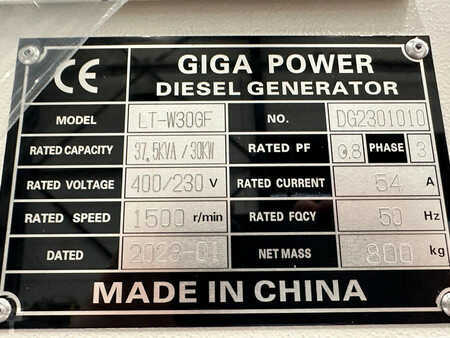 CE GIGA POWER
DIESEL GENERATOR
MODEL LT-W30GF NO. DG2301010
RATED CAPACITY 37.5KVA/30KW RATED PF 0.8 PHASE 3
RATED VOLTAGE 400/230 V RATED CURRENT 54 A
RATED SPEED 1500 r/min RATED FQCY 50 Hz
DATED 2023-01 NET MASS 800 kg
MADE IN CHINA